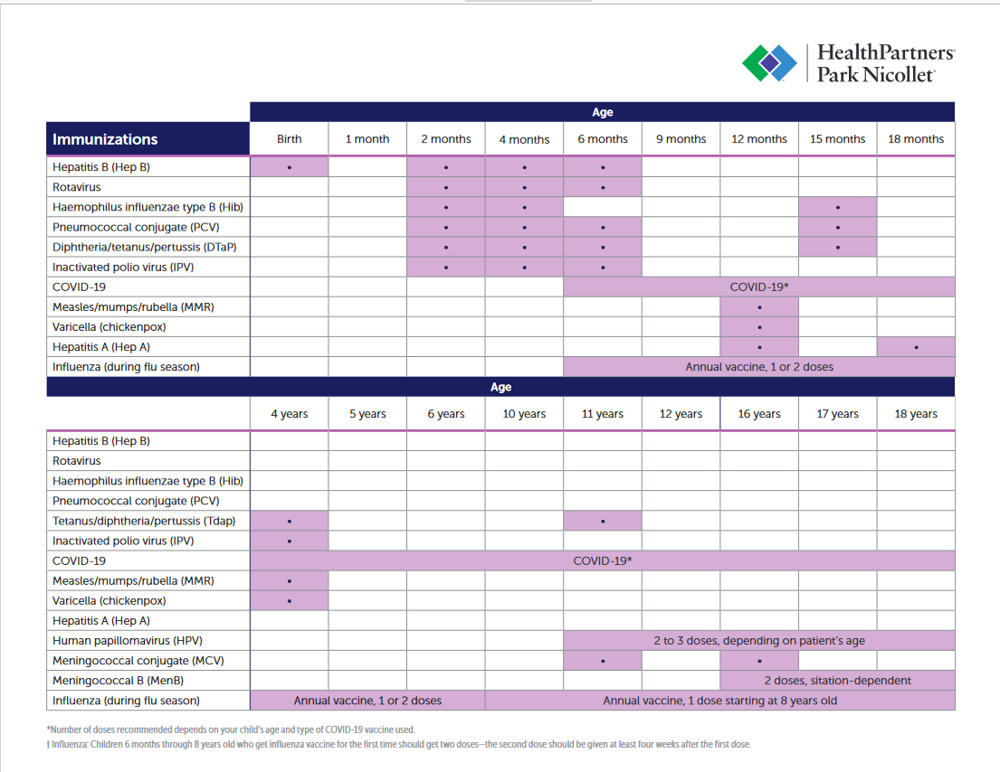 HealthPartners
Park Nicollet
Age
Immunizations Birth 1 month 2 months 4 months 6 months 9 months 12 months 15 months 18 months
Hepatitis B (Hep B) • • • •
Rotavirus • • •
Haemophilus influenzae type B (Hib) • • •
Pneumococcal conjugate (PCV) • • • •
Diphtheria/tetanus/pertussis (DTaP) • • • •
Inactivated polio virus (IPV) • • •
COVID-19 COVID-19*
Measles/mumps/rubella (MMR) •
Varicella (chickenpox) •
Hepatitis A (Hep A) • •
Influenza (during flu season) Annual vaccine, 1 or 2 doses
Age
4 years 5 years 6 years 10 years 11 years 12 years 16 years 17 years 18 years
Hepatitis B (Hep B)
Rotavirus
Haemophilus influenzae type B (Hib)
Pneumococcal conjugate (PCV)
Tetanus/diphtheria/pertussis (Tdap) • •
Inactivated polio virus (IPV) •
COVID-19 COVID-19*
Measles/mumps/rubella (MMR) •
Varicella (chickenpox) •
Hepatitis A (Hep A)
Human papillomavirus (HPV) 2 to 3 doses, depending on patient's age
Meningococcal conjugate (MCV) • •
Meningococcal B (MenB) 2 doses, sitation-dependent
Influenza (during flu season) Annual vaccine, 1 or 2 doses Annual vaccine, 1 dose starting at 8 years old
*Number of doses recommended depends on your child's age and type of COVID-19 vaccine used.
† Influenza: Children 6 months through 8 years old who get influenza vaccine for the first time should get two doses—the second dose should be given at least four weeks after the first dose.